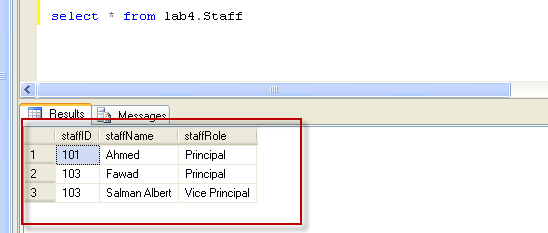 select * from lab4.Staff
Results Messages
staffID staffName staffRole
1 101 Ahmed Principal
2 103 Fawad Principal
3 103 Salman Albert Vice Principal